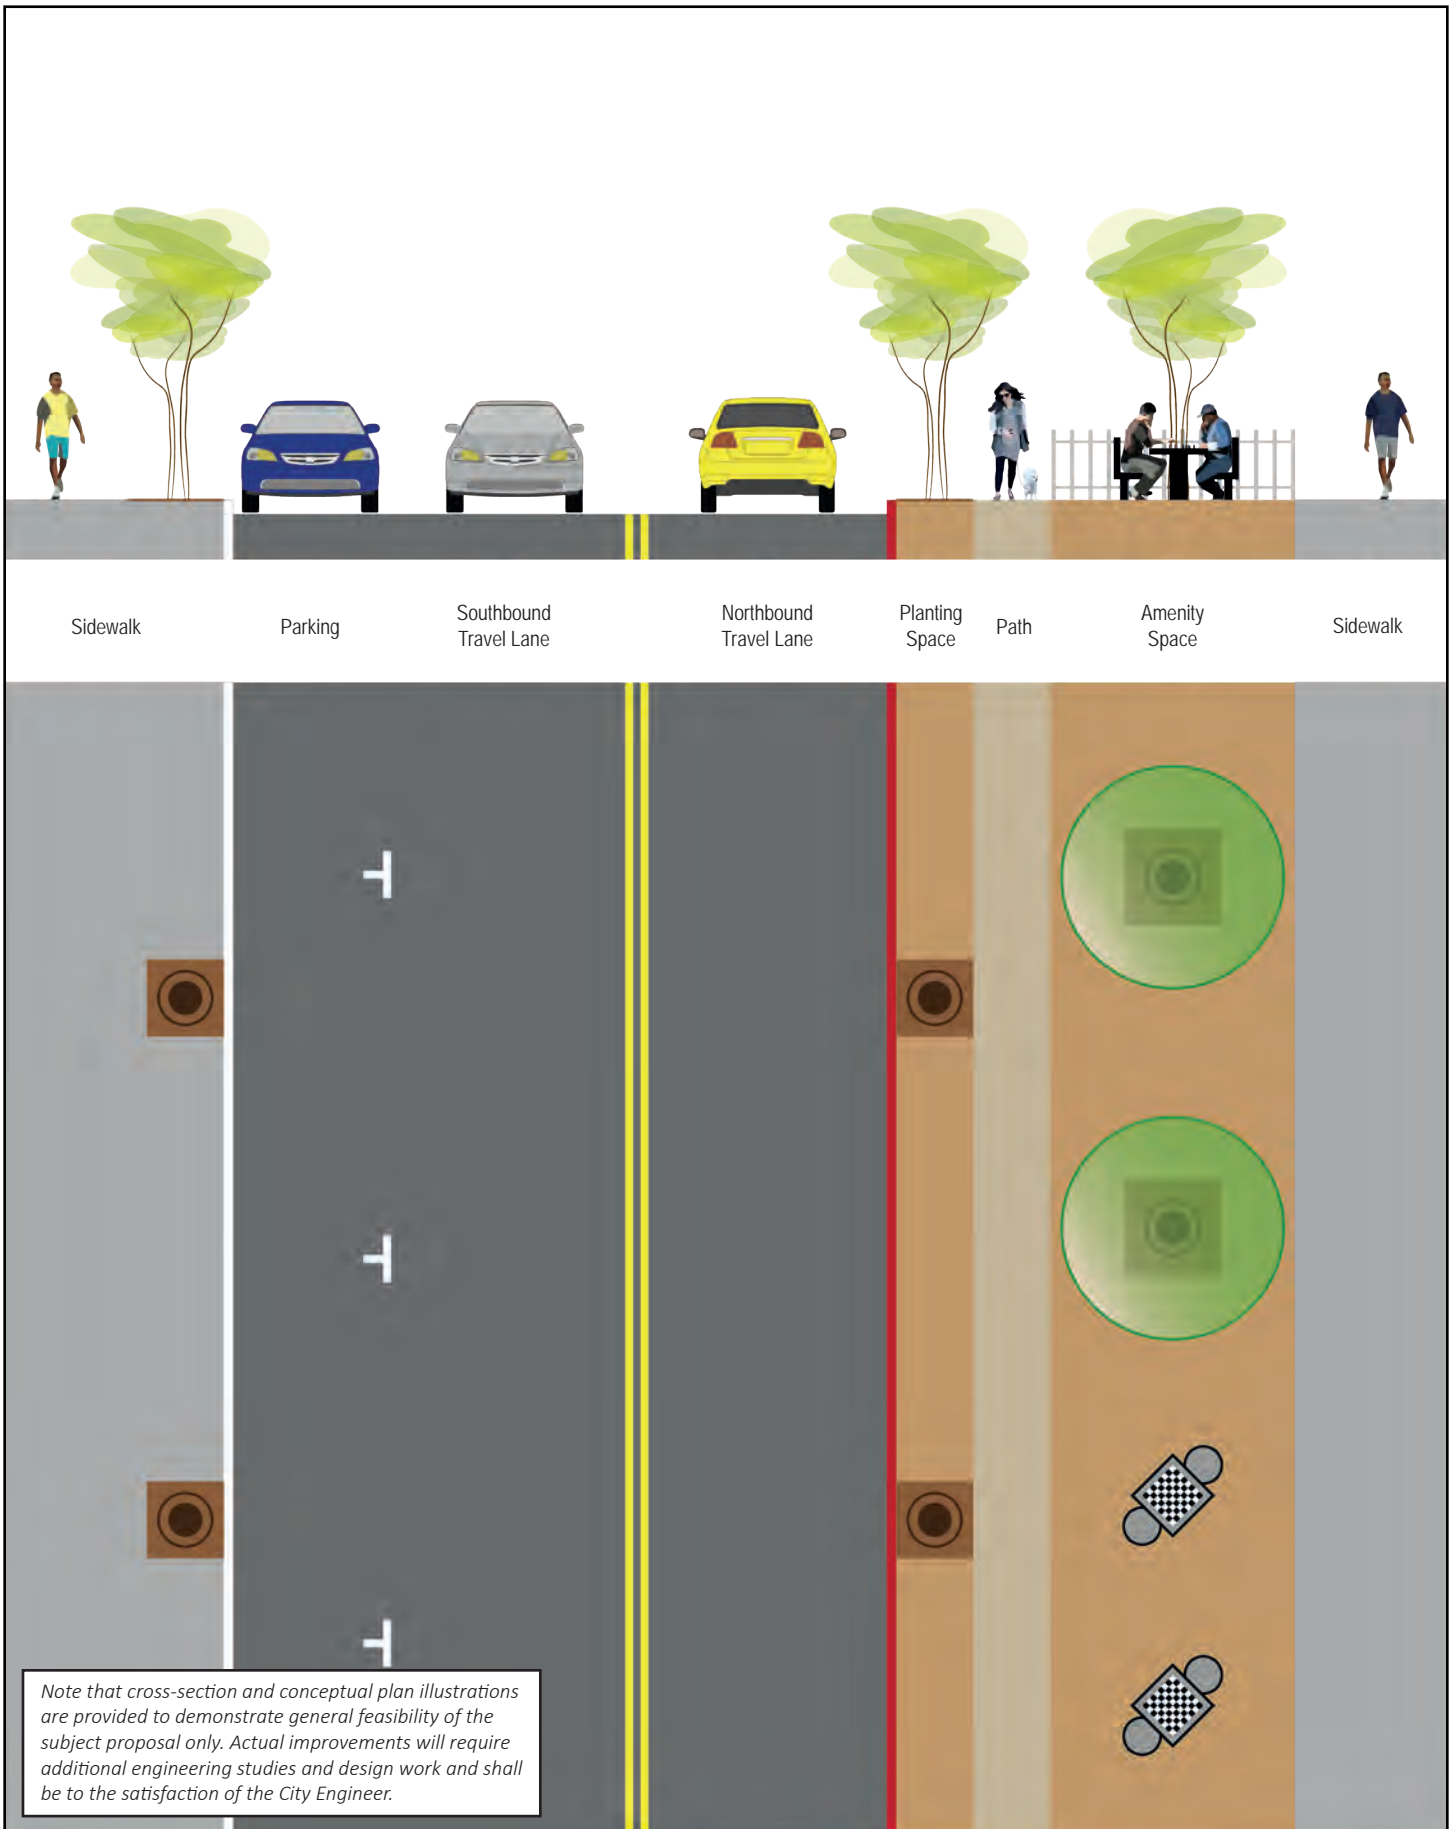 Sidewalk
Parking
Southbound
Travel Lane
Northbound
Travel Lane
Planting
Space
Path
Amenity
Space
Sidewalk
Note that cross-section and conceptual plan illustrations
are provided to demonstrate general feasibility of the
subject proposal only. Actual improvements will require
additional engineering studies and design work and shall
be to the satisfaction of the City Engineer.